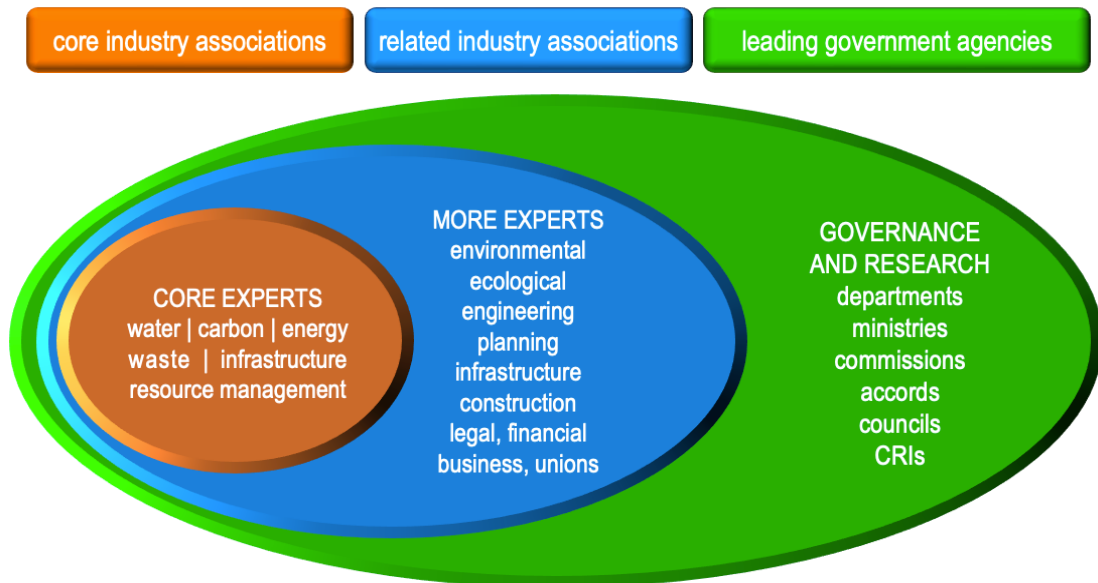 core industry associations
related industry associations
leading government agencies
CORE EXPERTS
water | carbon | energy
waste | infrastructure
resource management
MORE EXPERTS
environmental
ecological
engineering
planning
infrastructure
construction
legal, financial
business, unions
GOVERNANCE
AND RESEARCH
departments
ministries
commissions
accords
councils
CRIs